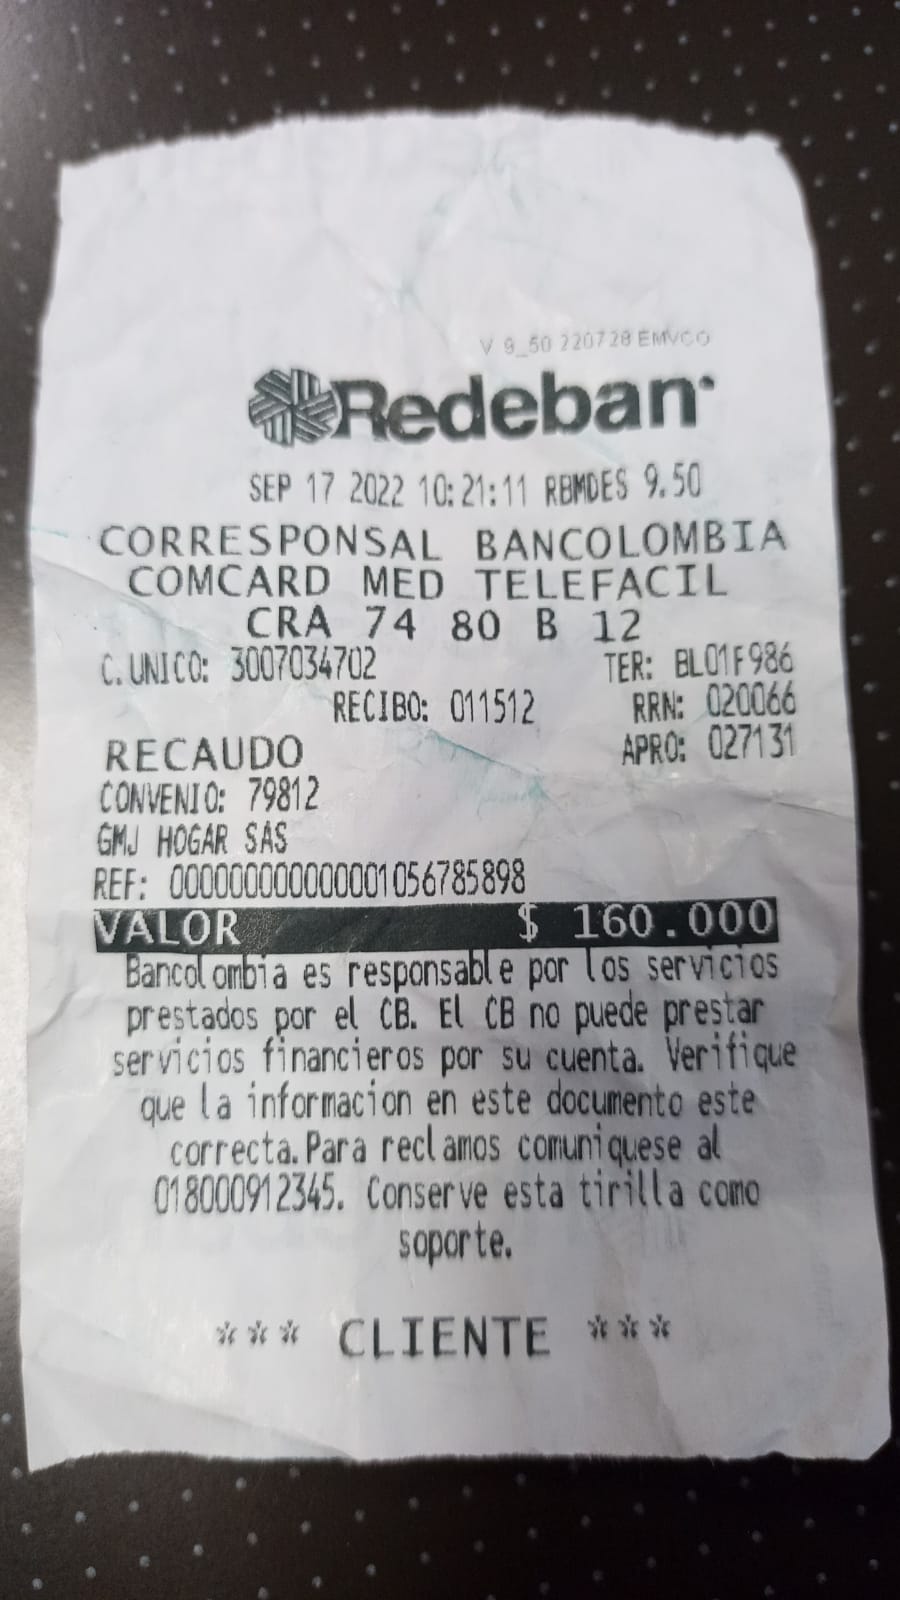 V 9_50 220728 EMVCO
Redeban
SEP 17 2022 10:21:11 RBMDES 9.50
CORRESPONSAL BANCOLOMBIA
COMCARD MED TELEFACIL
CRA 74 80 B 12
C.UNICO: 3007034702 TER: BL01F986
RECIBO: 011512 RRN: 020066
RECAUDO APRO: 027131
CONVENIO: 79812
GMJ HOGAR SAS
REF: 00000000000001056785898
VALOR $ 160.000
Bancolombia es responsable por los servicios
prestados por el CB. El CB no puede prestar
servicios financieros por su cuenta. Verifique
que la informacion en este documento este
correcta.Para reclamos comuniquese al
018000912345. Conserve esta tirilla como
soporte.
*** CLIENTE ***